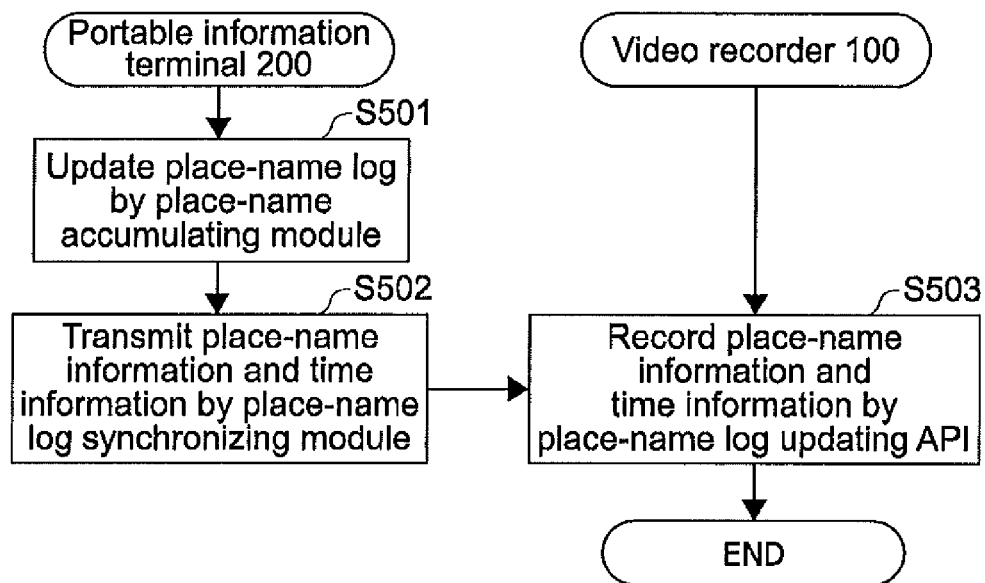 Portable information
terminal 200
Video recorder 100
S501
Update place-name log
by place-name
accumulating module
S502
Transmit place-name
information and time
information by place-name
log synchronizing module
S503
Record place-name
information and
time information by
place-name log updating API
END